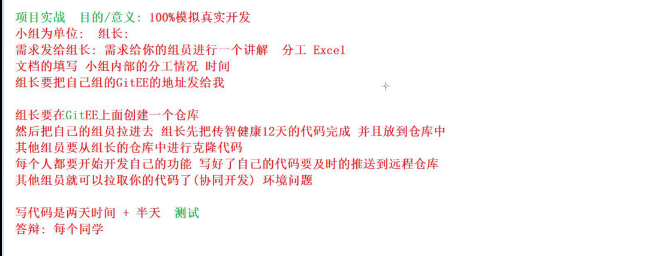 项目实战 目的/意义: 100%模拟真实开发
小组为单位: 组长:
需求发给组长: 需求给你的组员进行一个讲解 分工 Excel
文档的填写 小组内部的分工情况 时间
组长要把自己组的GitEE的地址发给我
组长要在GitEE上面创建一个仓库
然后把自己的组员拉进去 组长先把传智健康12天的代码完成 并且放到仓库中
其他组员要从组长的仓库中进行克隆代码
每个人都要开始开发自己的功能 写好了自己的代码要及时的推送到远程仓库
其他组员就可以拉取你的代码了(协同开发) 环境问题
写代码是两天时间 + 半天 测试
答辩: 每个同学